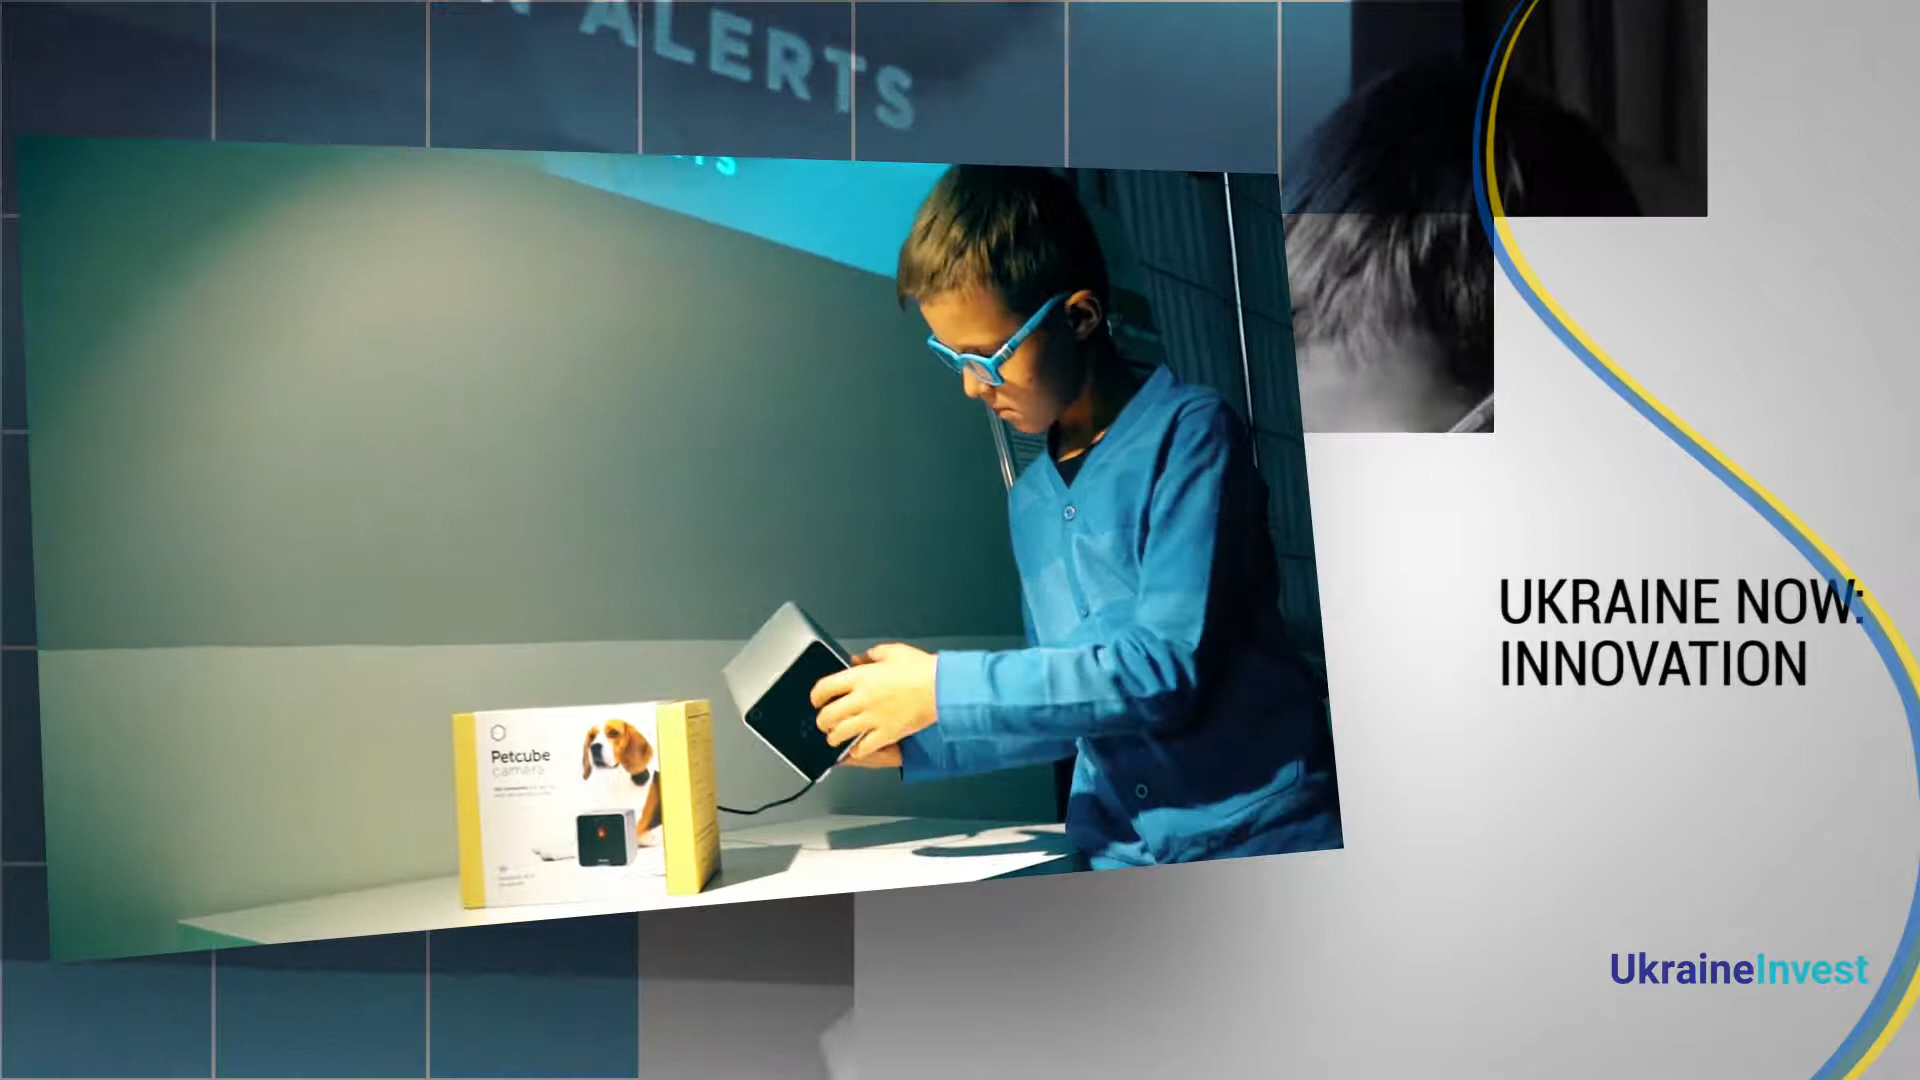 ALERTS
Petcube
camera
UKRAINE NOW:
INNOVATION
UkraineInvest